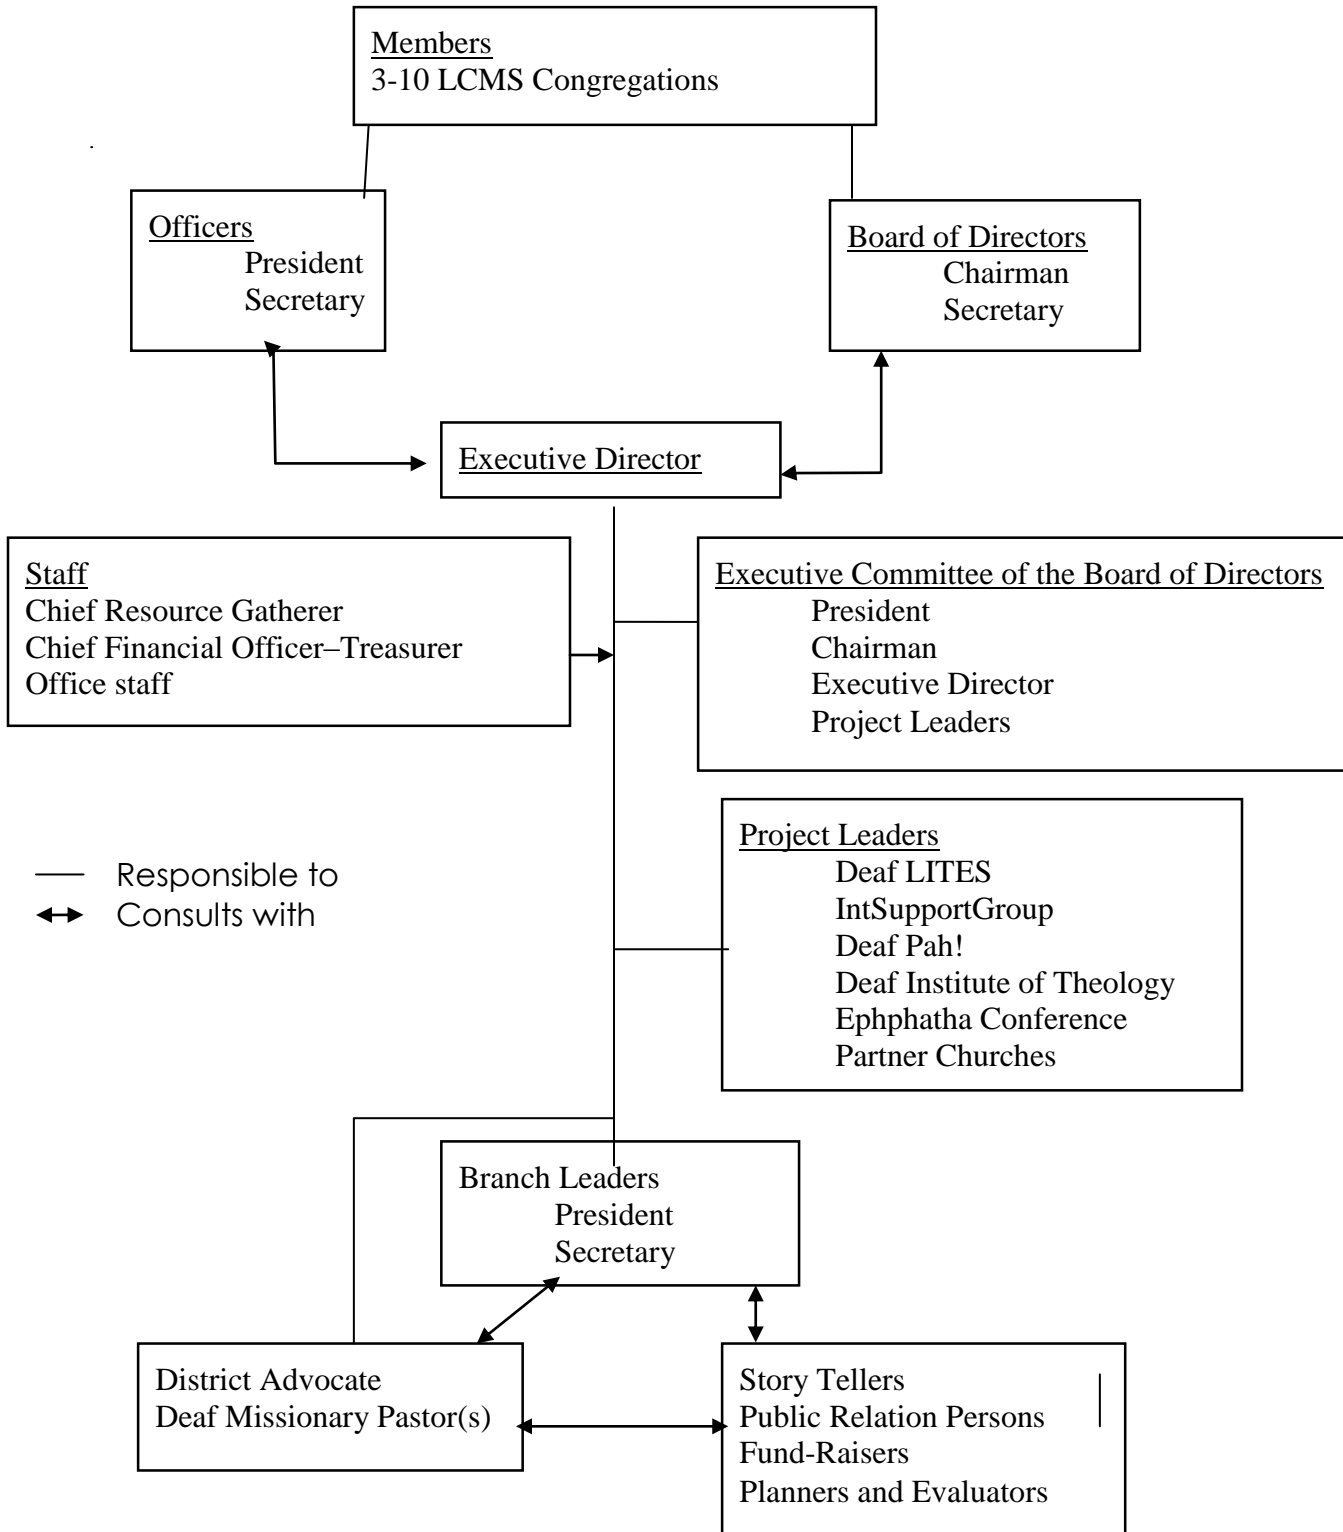 Members
3-10 LCMS Congregations
Officers
President
Secretary
Board of Directors
Chairman
Secretary
Executive Director
Staff
Chief Resource Gatherer
Chief Financial Officer–Treasurer
Office staff
Executive Committee of the Board of Directors
President
Chairman
Executive Director
Project Leaders
Responsible to
Consults with
Project Leaders
Deaf LITES
IntSupportGroup
Deaf Pah!
Deaf Institute of Theology
Ephphatha Conference
Partner Churches
Branch Leaders
President
Secretary
District Advocate
Deaf Missionary Pastor(s)
Story Tellers
Public Relation Persons
Fund-Raisers
Planners and Evaluators